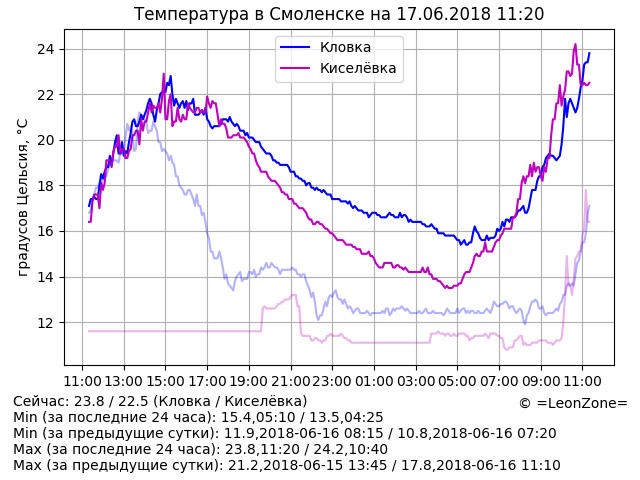 Температура в Смоленске на 17.06.2018 11:20
Кловка
Киселёвка
градусов Цельсия, °C
24
22
20
18
16
14
12
11:00 13:00 15:00 17:00 19:00 21:00 23:00 01:00 03:00 05:00 07:00 09:00 11:00
Сейчас: 23.8 / 22.5 (Кловка / Киселёвка)
© =LeonZone=
Min (за последние 24 часа): 15.4,05:10 / 13.5,04:25
Min (за предыдущие сутки): 11.9,2018-06-16 08:15 / 10.8,2018-06-16 07:20
Max (за последние 24 часа): 23.8,11:20 / 24.2,10:40
Max (за предыдущие сутки): 21.2,2018-06-15 13:45 / 17.8,2018-06-16 11:10